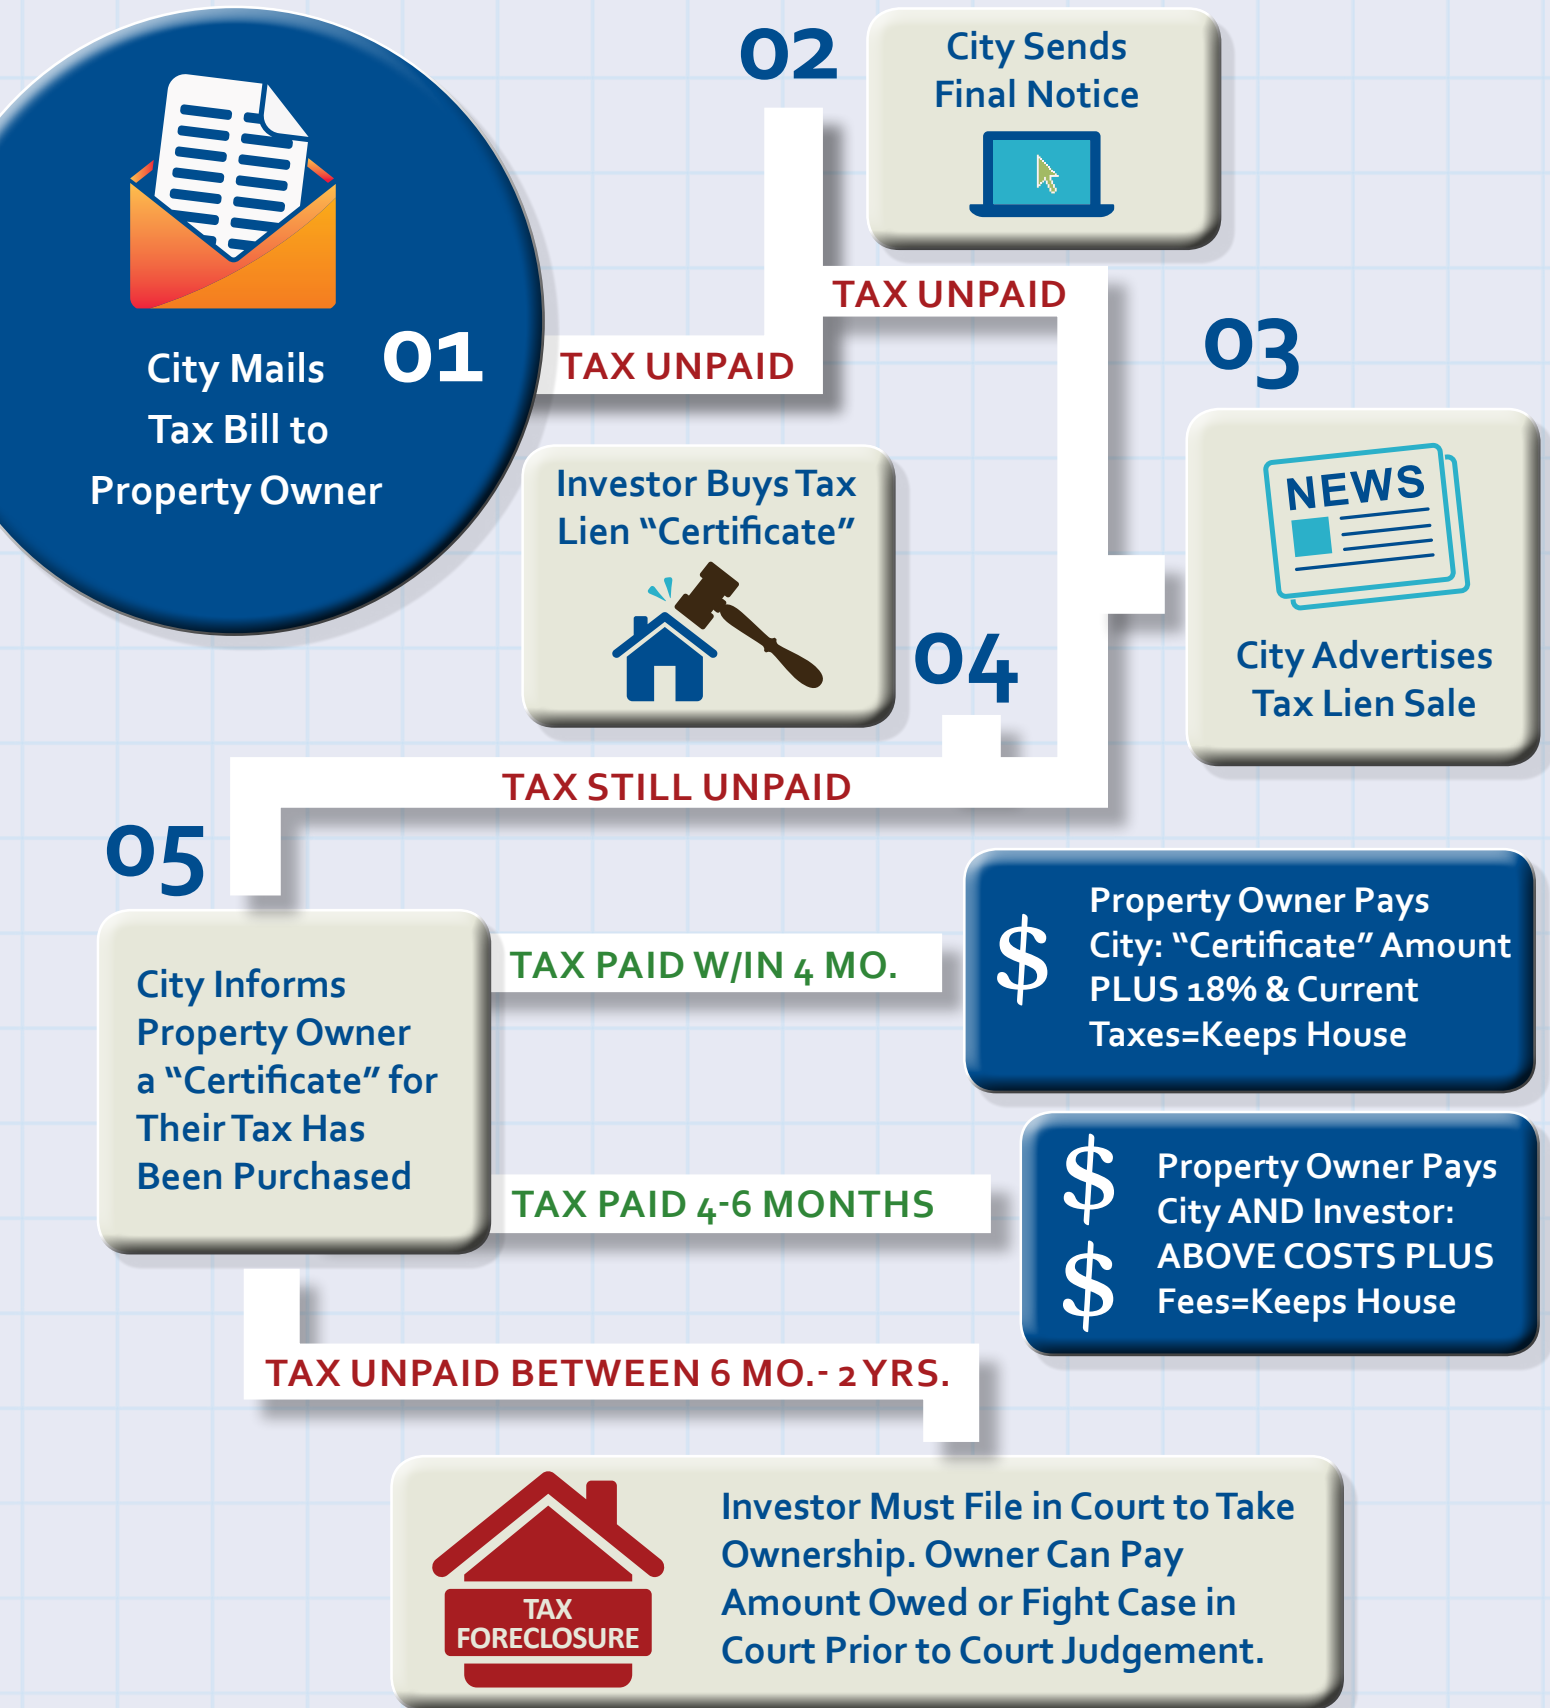 01
City Mails
Tax Bill to
Property Owner
TAX UNPAID
02
City Sends
Final Notice
TAX UNPAID
03
NEWS
City Advertises
Tax Lien Sale
04
Investor Buys Tax
Lien “Certificate”
TAX STILL UNPAID
05
City Informs
Property Owner
a “Certificate” for
Their Tax Has
Been Purchased
TAX PAID W/IN 4 MO.
$
Property Owner Pays
City: “Certificate” Amount
PLUS 18% & Current
Taxes=Keeps House
TAX PAID 4-6 MONTHS
$
$
Property Owner Pays
City AND Investor:
ABOVE COSTS PLUS
Fees=Keeps House
TAX UNPAID BETWEEN 6 MO.- 2 YRS.
TAX
FORECLOSURE
Investor Must File in Court to Take
Ownership. Owner Can Pay
Amount Owed or Fight Case in
Court Prior to Court Judgement.